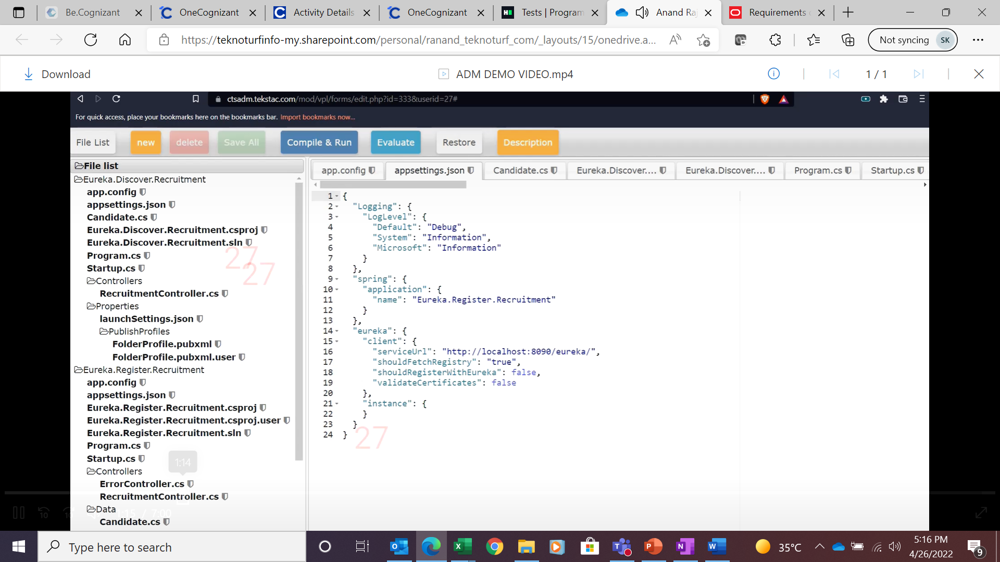 Be.Cognizant
OneCognizant
Activity Details
OneCognizant
Tests | Program
Anand Ra
Requirements
https://teknoturfinfo-my.sharepoint.com/personal/ranand_teknoturf_com/_layouts/15/onedrive.a...
Not syncing
SK
Download
ADM DEMO VIDEO.mp4
1 / 1
ctsadm.tekstac.com/mod/vpl/forms/edit.php?id=333&userid=27#
For quick access, place your bookmarks here on the bookmarks bar. Import bookmarks now...
File List
new
delete
Save All
Compile & Run
Evaluate
Restore
Description
File list
Eureka.Discover.Recruitment
app.config
appsettings.json
Candidate.cs
Eureka.Discover.Recruitment.csproj
Eureka.Discover.Recruitment.sln
Program.cs
Startup.cs
Controllers
RecruitmentController.cs
Properties
launchSettings.json
PublishProfiles
FolderProfile.pubxml
FolderProfile.pubxml.user
Eureka.Register.Recruitment
app.config
appsettings.json
Eureka.Register.Recruitment.csproj
Eureka.Register.Recruitment.csproj.user
Eureka.Register.Recruitment.sln
Program.cs
Startup.cs
Controllers
ErrorController.cs
RecruitmentController.cs
Data
Candidate.cs
27
27
1:14
1:15 / 7:00
app.config
appsettings.json
Candidate.cs
Eureka.Discover....
Eureka.Discover....
Program.cs
Startup.cs
1 {
2 "Logging": {
3 "LogLevel": {
4 "Default": "Debug",
5 "System": "Information",
6 "Microsoft": "Information"
7 }
8 },
9 "spring": {
10 "application": {
11 "name": "Eureka.Register.Recruitment"
12 }
13 },
14 "eureka": {
15 "client": {
16 "serviceUrl": "http://localhost:8090/eureka/",
17 "shouldFetchRegistry": "true",
18 "shouldRegisterWithEureka": false,
19 "validateCertificates": false
20 },
21 "instance": {
22 }
23 }
24 }
27
Type here to search
35°C
5:16 PM
4/26/2022
9